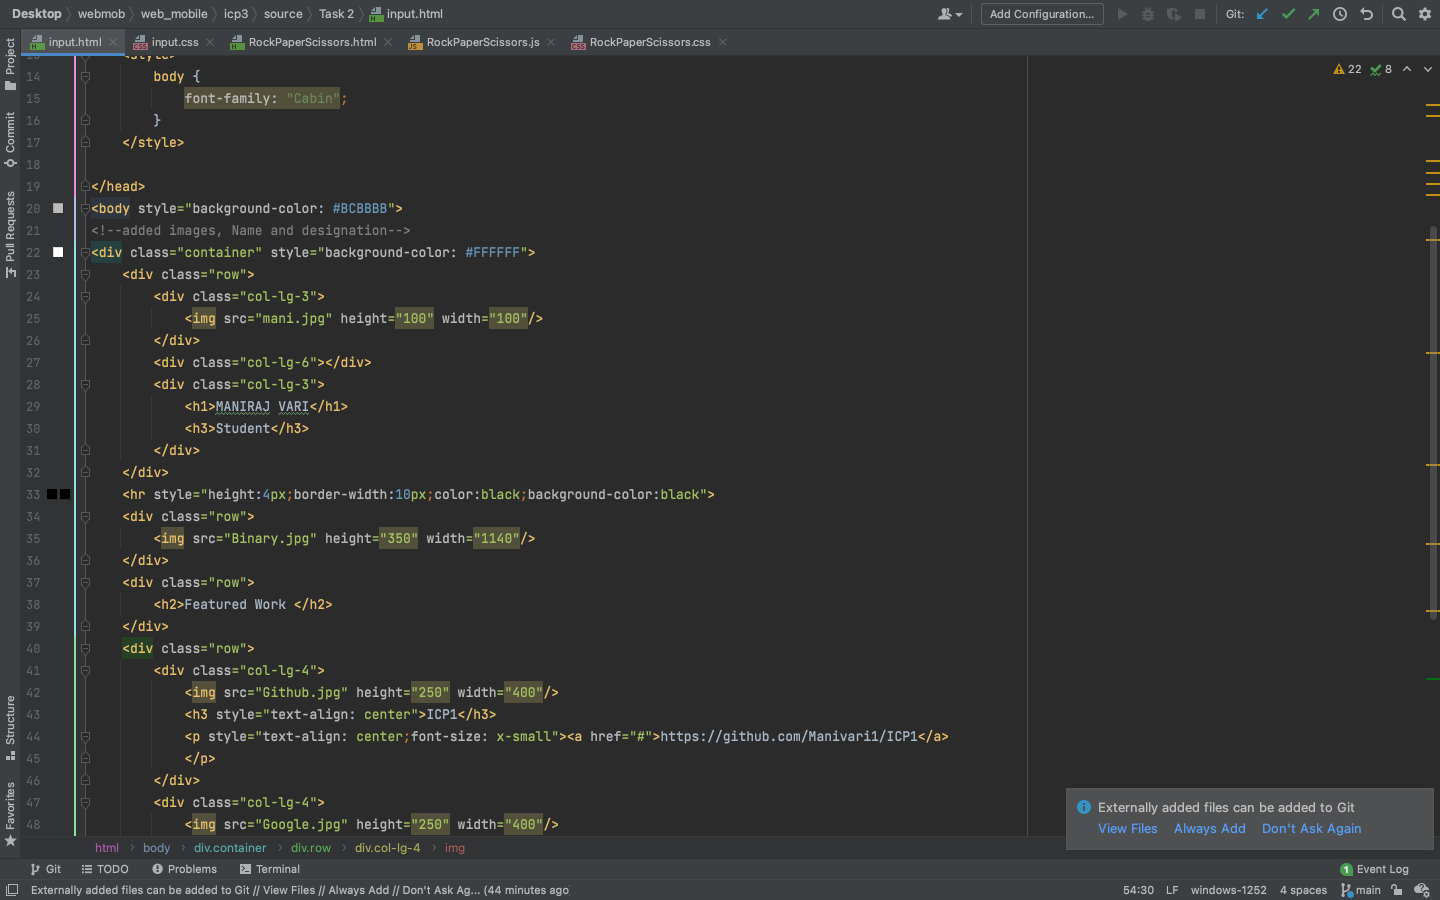 Desktop webmob web_mobile icp3 source Task 2 input.html Add Configuration... Git:
input.html input.css RockPaperScissors.html RockPaperScissors.js RockPaperScissors.css
Project
Commit
Pull Requests
Structure
Favorites
22 8
13 <style>
14 body {
15 font-family: "Cabin";
16 }
17 </style>
18
19 </head>
20 <body style="background-color: #BCBBBB">
21 <!--added images, Name and designation-->
22 <div class="container" style="background-color: #FFFFFF">
23 <div class="row">
24 <div class="col-lg-3">
25 <img src="mani.jpg" height="100" width="100"/>
26 </div>
27 <div class="col-lg-6"></div>
28 <div class="col-lg-3">
29 <h1>MANIRAJ VARI</h1>
30 <h3>Student</h3>
31 </div>
32 </div>
33 <hr style="height:4px;border-width:10px;color:black;background-color:black">
34 <div class="row">
35 <img src="Binary.jpg" height="350" width="1140"/>
36 </div>
37 <div class="row">
38 <h2>Featured Work </h2>
39 </div>
40 <div class="row">
41 <div class="col-lg-4">
42 <img src="Github.jpg" height="250" width="400"/>
43 <h3 style="text-align: center">ICP1</h3>
44 <p style="text-align: center;font-size: x-small"><a href="#">https://github.com/Manivari1/ICP1</a>
45 </p>
46 </div>
47 <div class="col-lg-4">
48 <img src="Google.jpg" height="250" width="400"/>
Externally added files can be added to Git
View Files Always Add Don't Ask Again
html body div.container div.row div.col-lg-4 img
Git TODO Problems Terminal 1 Event Log
Externally added files can be added to Git // View Files // Always Add // Don't Ask Ag... (44 minutes ago) 54:30 LF windows-1252 4 spaces main